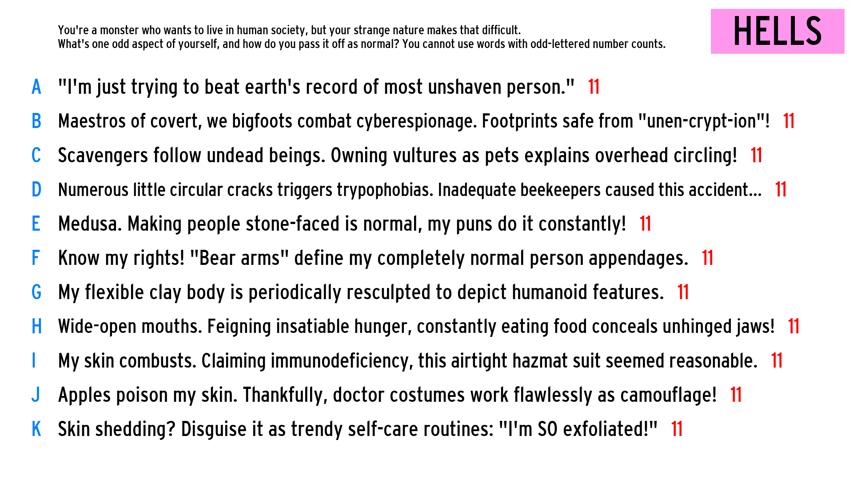 You're a monster who wants to live in human society, but your strange nature makes that difficult.
What's one odd aspect of yourself, and how do you pass it off as normal? You cannot use words with odd-lettered number counts.
HELLS
A "I'm just trying to beat earth's record of most unshaven person." 11
B Maestros of covert, we bigfoots combat cyberespionage. Footprints safe from "unen-crypt-ion"! 11
C Scavengers follow undead beings. Owning vultures as pets explains overhead circling! 11
D Numerous little circular cracks triggers trypophobias. Inadequate beekeepers caused this accident... 11
E Medusa. Making people stone-faced is normal, my puns do it constantly! 11
F Know my rights! "Bear arms" define my completely normal person appendages. 11
G My flexible clay body is periodically resculpted to depict humanoid features. 11
H Wide-open mouths. Feigning insatiable hunger, constantly eating food conceals unhinged jaws! 11
I My skin combusts. Claiming immunodeficiency, this airtight hazmat suit seemed reasonable. 11
J Apples poison my skin. Thankfully, doctor costumes work flawlessly as camouflage! 11
K Skin shedding? Disguise it as trendy self-care routines: "I'm SO exfoliated!" 11